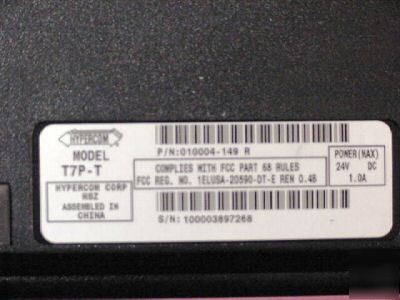 HYPERCOM
MODEL
T7P-T
HYPERCOM CORP
HBZ
ASSEMBLED IN
CHINA
P/N:010004-149 R
COMPLIES WITH FCC PART 68 RULES
FCC REG. NO. 1ELUSA-20590-DT-E REN 0.4B
S/N: 100003897268
POWER(MAX)
24V DC
1.0A